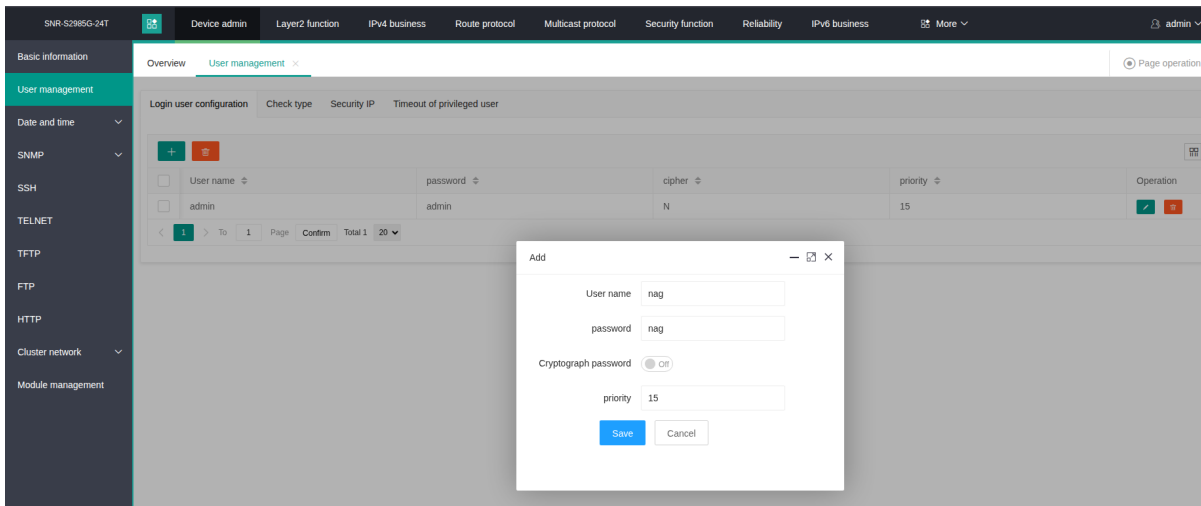 SNR-S2985G-24T Device admin Layer2 function IPv4 business Route protocol Multicast protocol Security function Reliability IPv6 business More admin
Basic information
User management
Date and time
SNMP
SSH
TELNET
TFTP
FTP
HTTP
Cluster network
Module management
Overview User management × Page operation
Login user configuration Check type Security IP Timeout of privileged user
User name password cipher priority Operation
admin admin N 15
1 To 1 Page Confirm Total 1 20
Add
User name nag
password nag
Cryptograph password Off
priority 15
Save Cancel